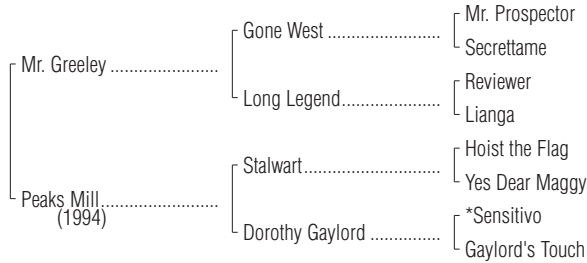 Mr. Prospector
Gone West
Secrettame
Mr. Greeley
Reviewer
Long Legend
Lianga
Hoist the Flag
Stalwart
Yes Dear Maggy
Peaks Mill
(1994)
*Sensitivo
Dorothy Gaylord
Gaylord's Touch